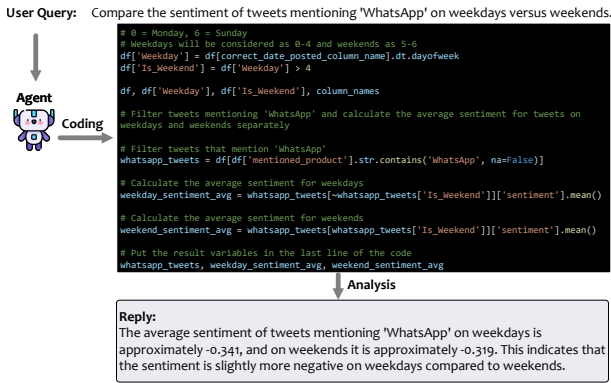 User Query: Compare the sentiment of tweets mentioning 'WhatsApp' on weekdays versus weekends.
# 0 = Monday, 6 = Sunday
# Weekdays will be considered as 0-4 and weekends as 5-6
df['Weekday'] = df[correct_date_posted_column_name].dt.dayofweek
df['Is_Weekend'] = df['Weekday'] > 4
df, df['Weekday'], df['Is_Weekend'], column_names
# Filter tweets mentioning 'WhatsApp' and calculate the average sentiment for tweets on
weekdays and weekends separately
# Filter tweets that mention 'WhatsApp'
whatsapp_tweets = df[df['mentioned_product'].str.contains('WhatsApp', na=False)]
# Calculate the average sentiment for weekdays
weekday_sentiment_avg = whatsapp_tweets[~whatsapp_tweets['Is_Weekend']]['sentiment'].mean()
# Calculate the average sentiment for weekends
weekend_sentiment_avg = whatsapp_tweets[whatsapp_tweets['Is_Weekend']]['sentiment'].mean()
# Put the result variables in the last line of the code
whatsapp_tweets, weekday_sentiment_avg, weekend_sentiment_avg
Agent
Coding
Analysis
Reply:
The average sentiment of tweets mentioning 'WhatsApp' on weekdays is
approximately -0.341, and on weekends it is approximately -0.319. This indicates that
the sentiment is slightly more negative on weekdays compared to weekends.